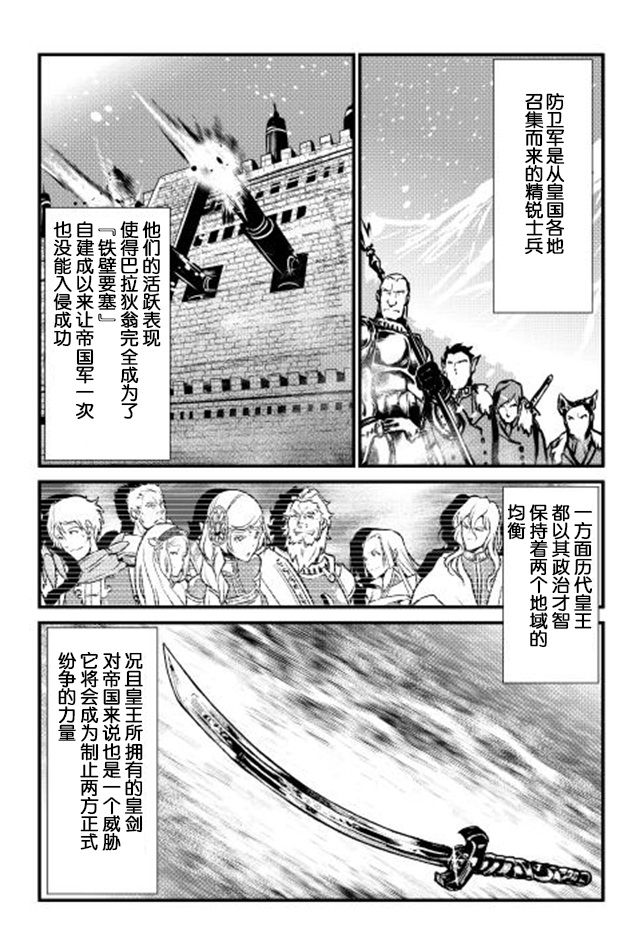 防卫军是从皇国各地
召集而来的精锐士兵
他们的活跃表现
使得巴拉狄翁完全成为了
『铁壁要塞』
自建成以来让帝国军一次
也没能入侵成功
一方面历代皇王
都以其政治才智
保持着两个地域的
均衡
况且皇王所拥有的皇剑
对帝国来说也是一个威胁
它将会成为制止两方正式
纷争的力量